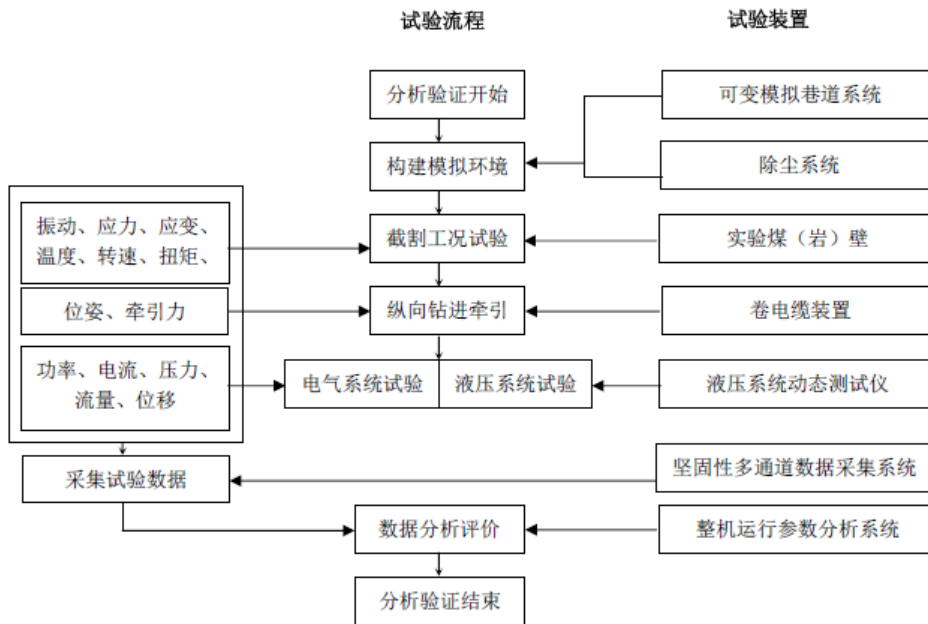 试验流程
试验装置
分析验证开始
可变模拟巷道系统
构建模拟环境
除尘系统
振动、应力、应变、
温度、转速、扭矩、
截割工况试验
实验煤（岩）壁
位姿、牵引力
纵向钻进牵引
卷电缆装置
功率、电流、压力、
流量、位移
电气系统试验
液压系统试验
液压系统动态测试仪
采集试验数据
坚固性多通道数据采集系统
数据分析评价
整机运行参数分析系统
分析验证结束